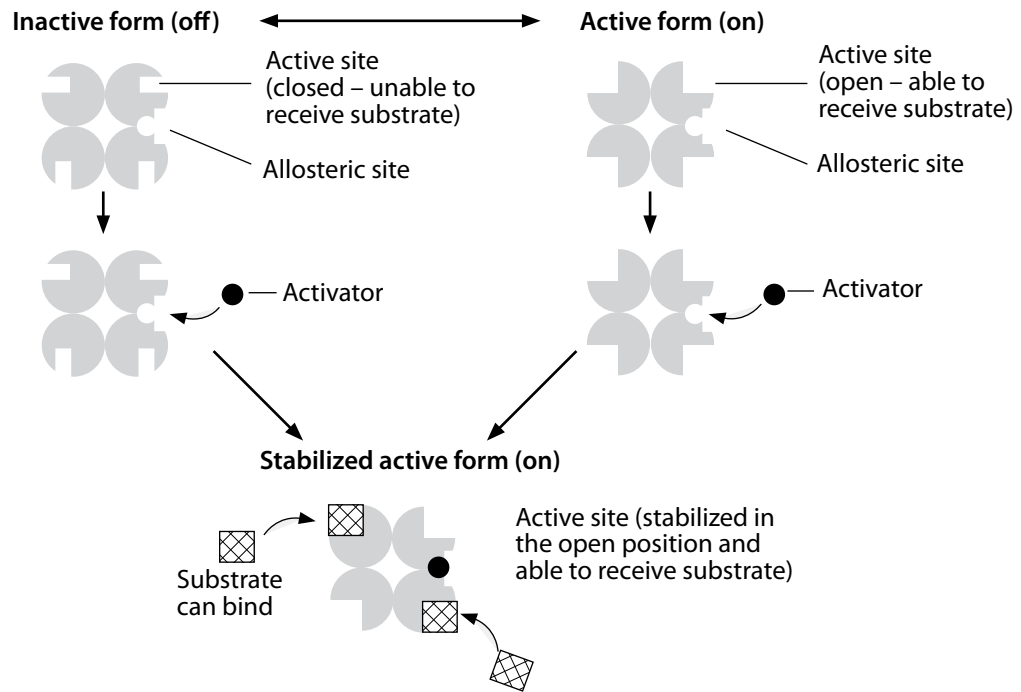 Inactive form (off)
Active form (on)
Active site
(closed – unable to
receive substrate)
Allosteric site
Active site
(open – able to
receive substrate)
Allosteric site
Activator
Activator
Stabilized active form (on)
Substrate
can bind
Active site (stabilized in
the open position and
able to receive substrate)